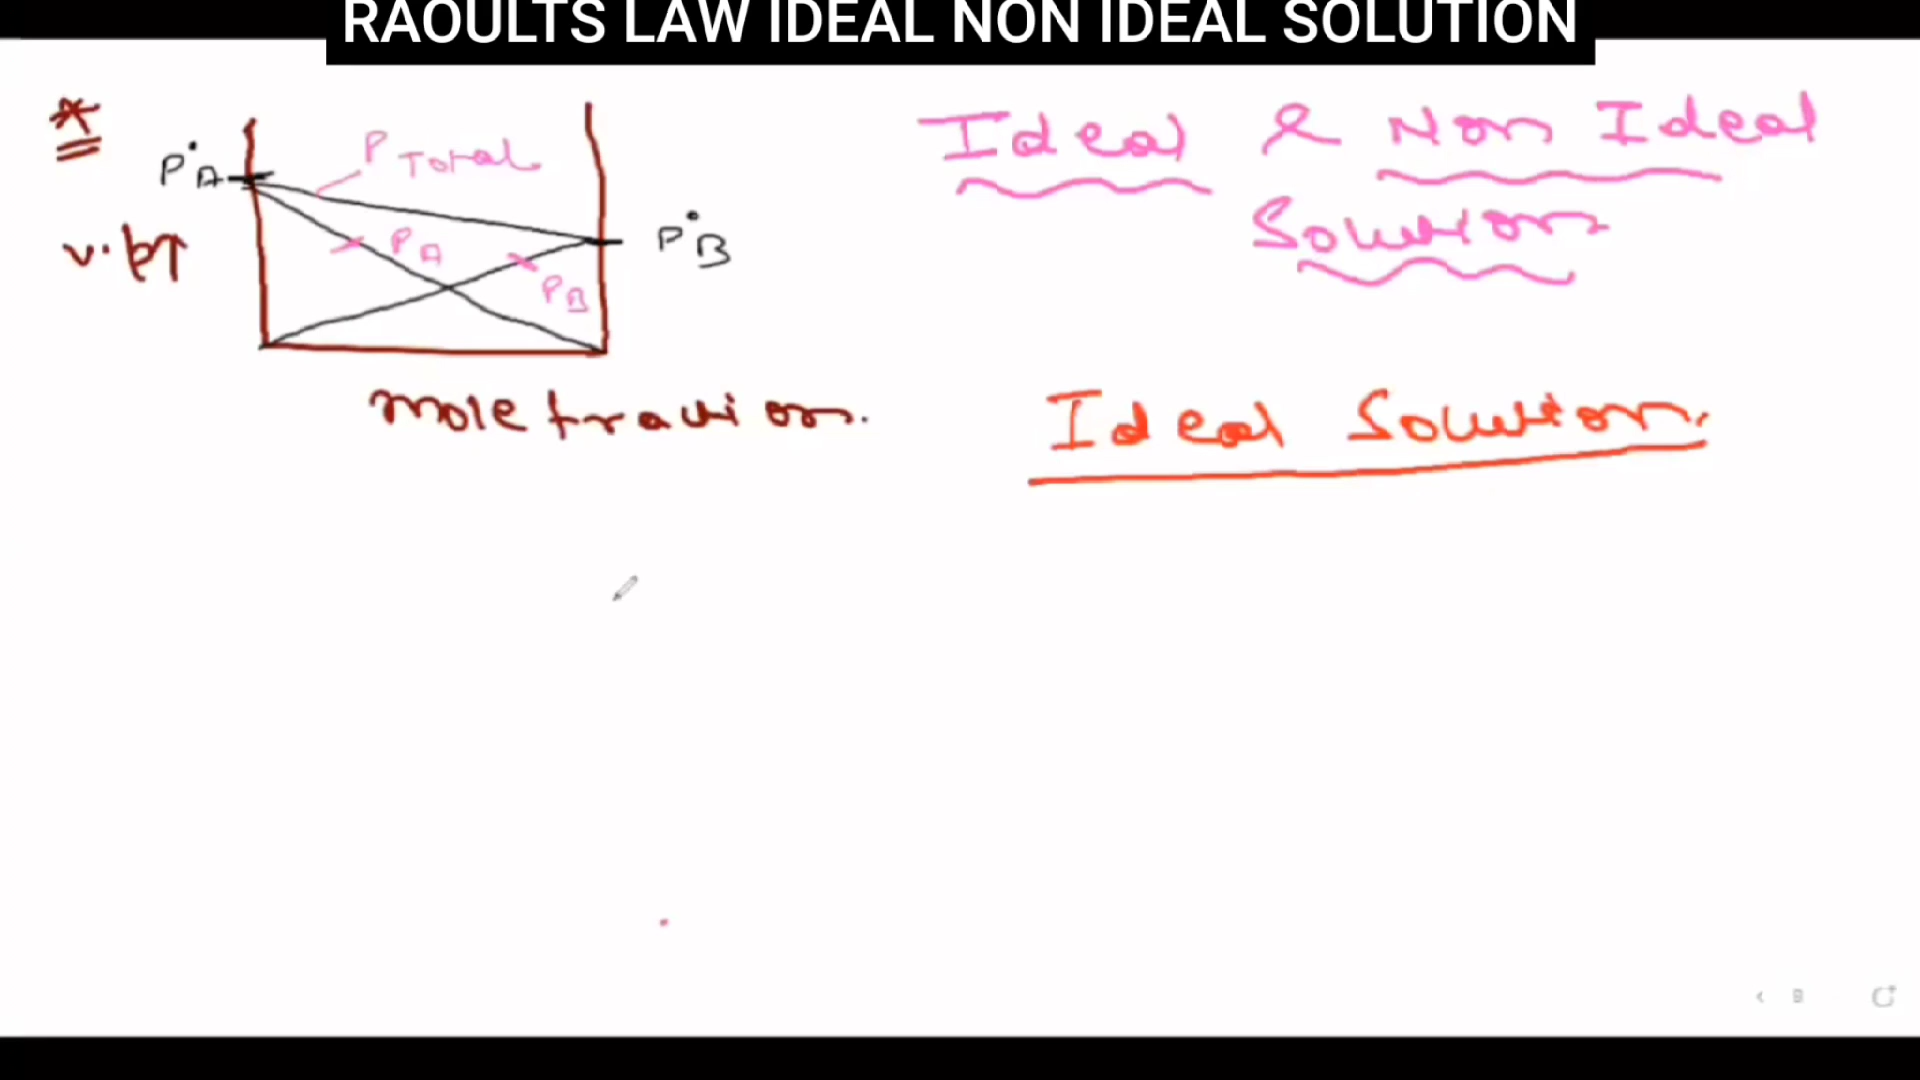 RAOULTS LAW IDEAL NON IDEAL SOLUTION
Ideal & Non Ideal
Solution
P°A
P Total
v.p↑
PA
PB
P°B
mole fraction.
Ideal Solution.